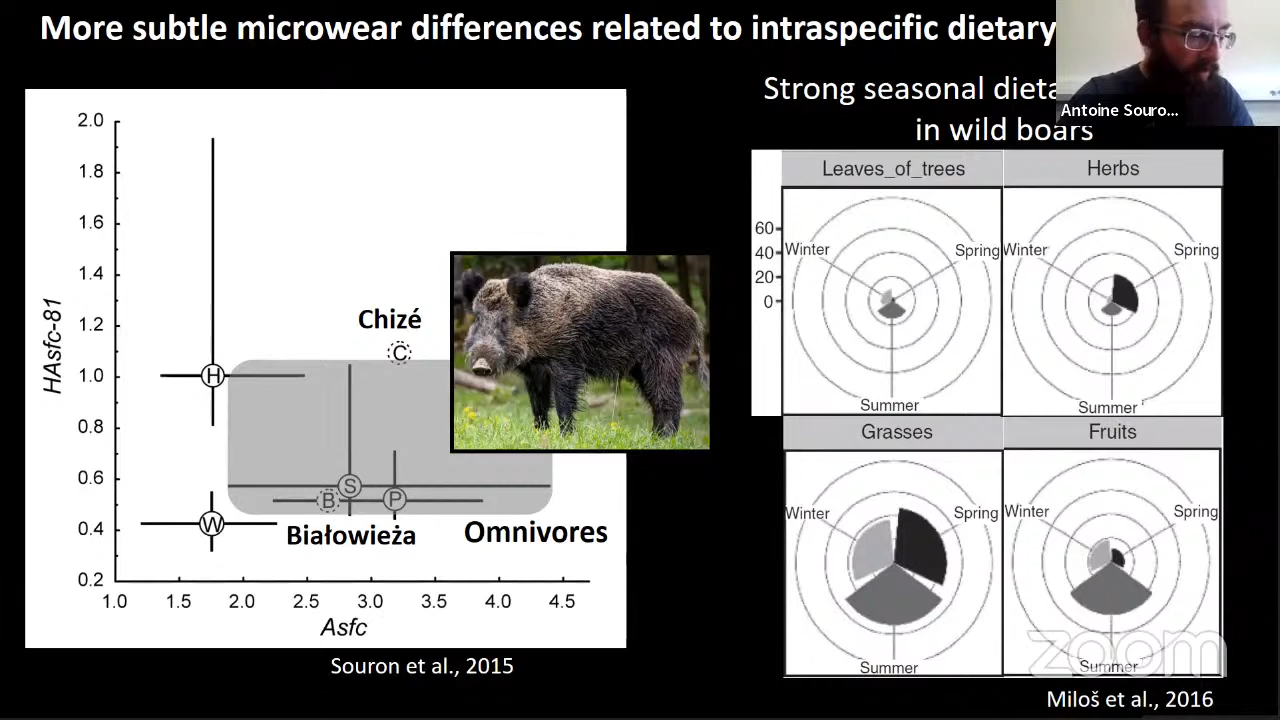 More subtle microwear differences related to intraspecific dietary
Antoine Souro...
Strong seasonal dieta
in wild boars
HAsfc-81
2.0
1.8
1.6
1.4
1.2
1.0
0.8
0.6
0.4
0.2
H
W
Chizé
C
B
S
P
Białowieża
Omnivores
1.0 1.5 2.0 2.5 3.0 3.5 4.0 4.5
Asfc
Souron et al., 2015
Leaves_of_trees
60
40
20
0
Winter
Spring
Summer
Herbs
Winter
Spring
Summer
Grasses
Winter
Spring
Summer
Fruits
Winter
Spring
Summer
zoom
Miloš et al., 2016